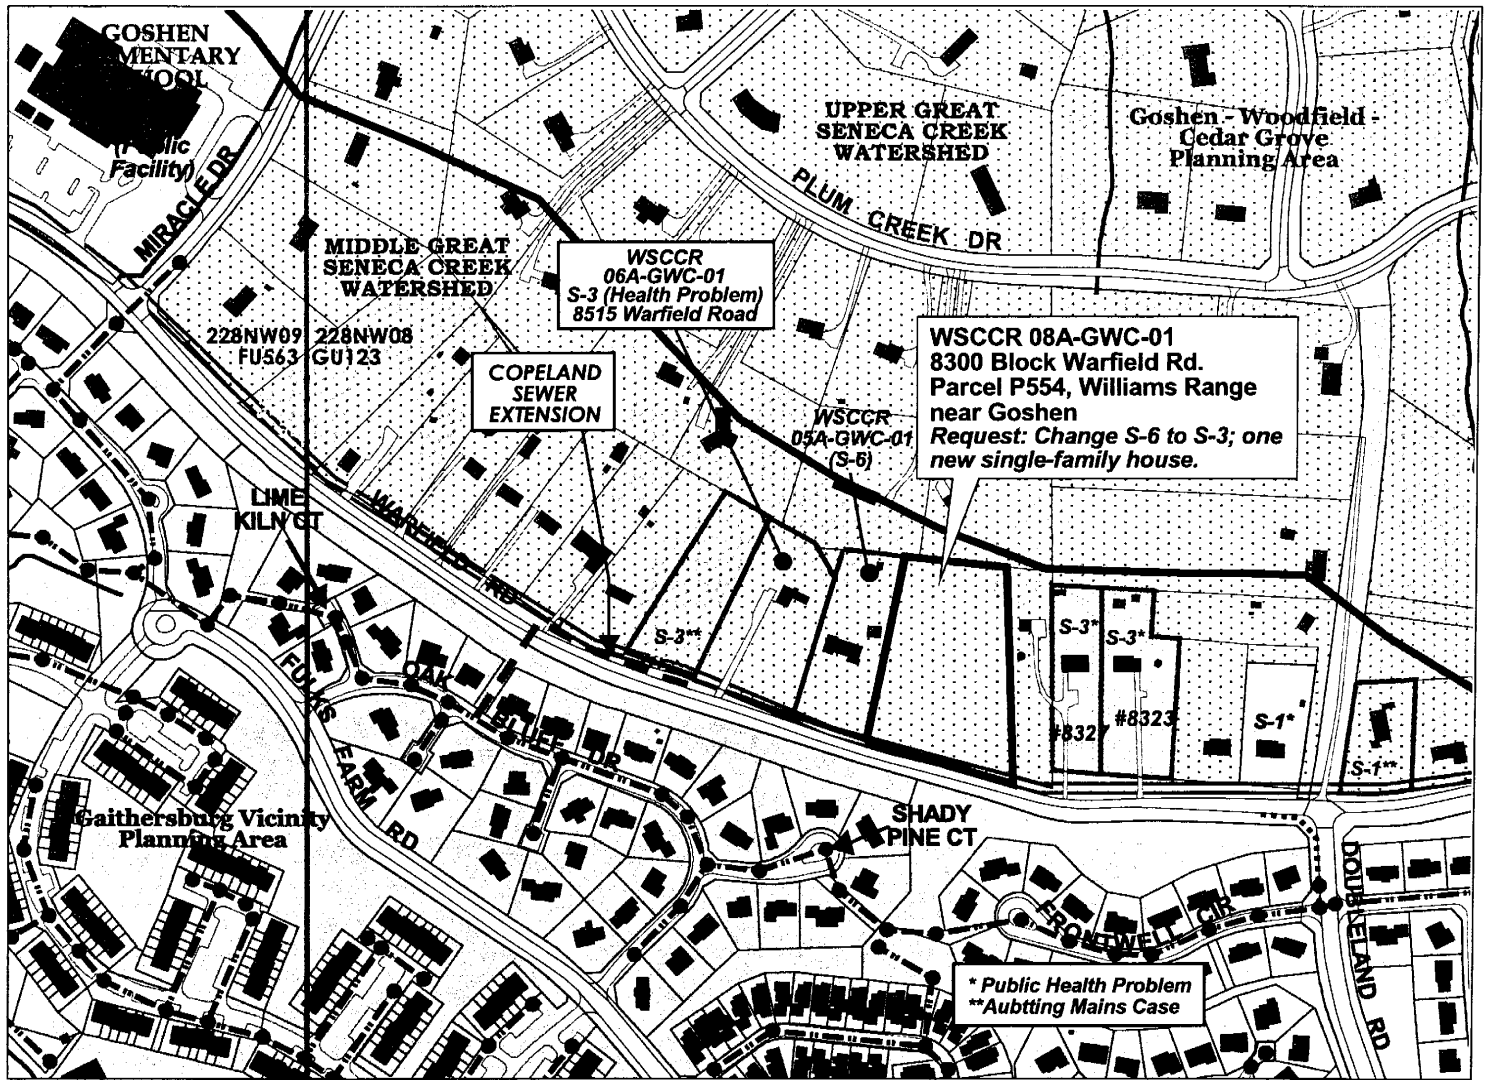 GOSHEN
MENTARY
OOL
(Public
Facility)
MIRACLE DR
UPPER GREAT
SENECA CREEK
WATERSHED
Goshen - Woodfield -
Cedar Grove
Planning Area
PLUM CREEK DR
MIDDLE GREAT
SENECA CREEK
WATERSHED
WSCCR
06A-GWC-01
S-3 (Health Problem)
8515 Warfield Road
228NW09 228NW08
FU563 GU123
WSCCR 08A-GWC-01
8300 Block Warfield Rd.
Parcel P554, Williams Range
near Goshen
Request: Change S-6 to S-3; one
new single-family house.
COPELAND
SEWER
EXTENSION
WSCCR
05A-GWC-01
(S-6)
LIME
KILN CT
WARFIELD RD
S-3**
S-3*
S-3*
#8327
#8323
S-1*
S-1**
OAK BLUFF DR
FULKS FARM RD
Gaithersburg Vicinity
Planning Area
SHADY
PINE CT
FRONTWELL CIR
DOUBLELAND RD
* Public Health Problem
**Aubtting Mains Case